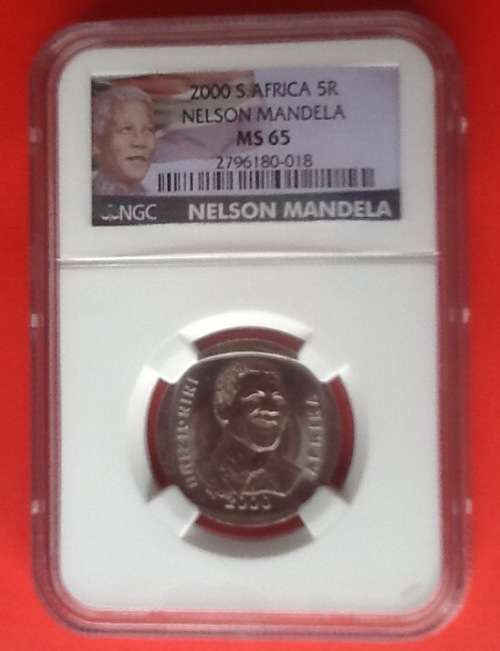 2000 S.AFRICA 5R
NELSON MANDELA
MS 65
2796180-018
NGC NELSON MANDELA
2000